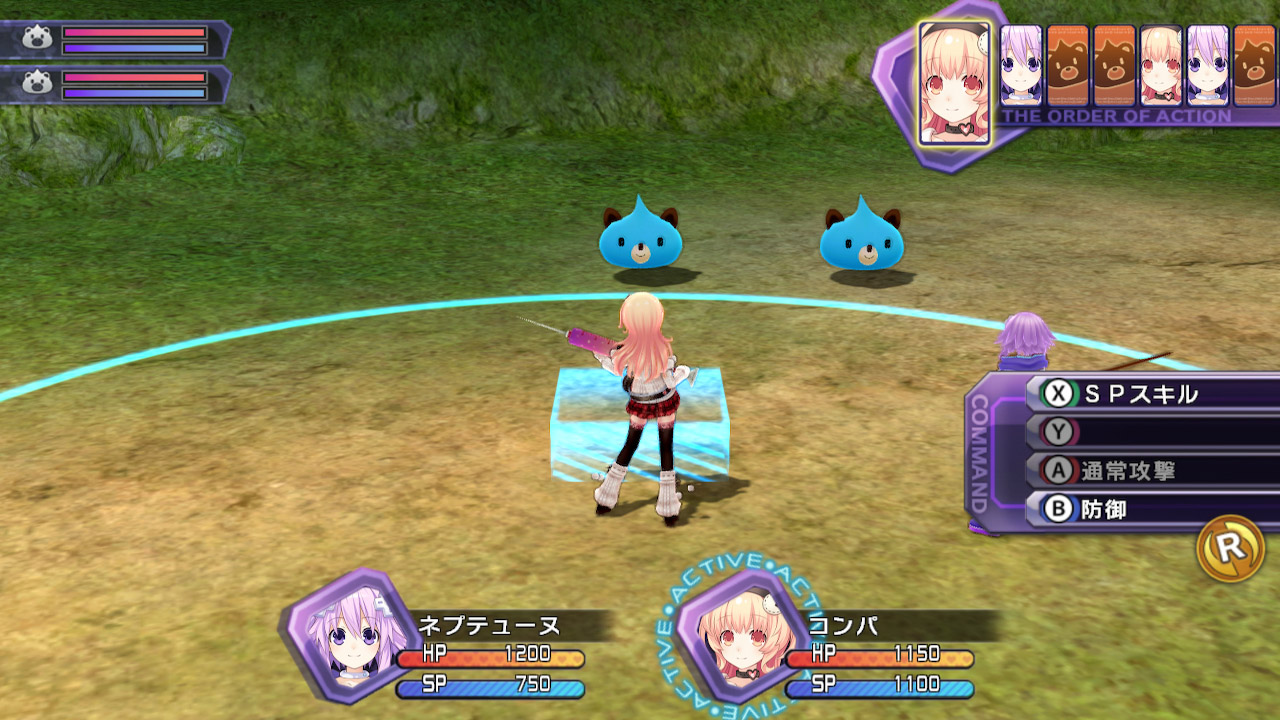 THE ORDER OF ACTION
COMMAND
X SPスキル
Y
A 通常攻撃
B 防御
R
ネプテューヌ
HP 1200
SP 750
ACTIVE • ACTIVE • ACTIVE • ACTIVE
コンパ
HP 1150
SP 1100